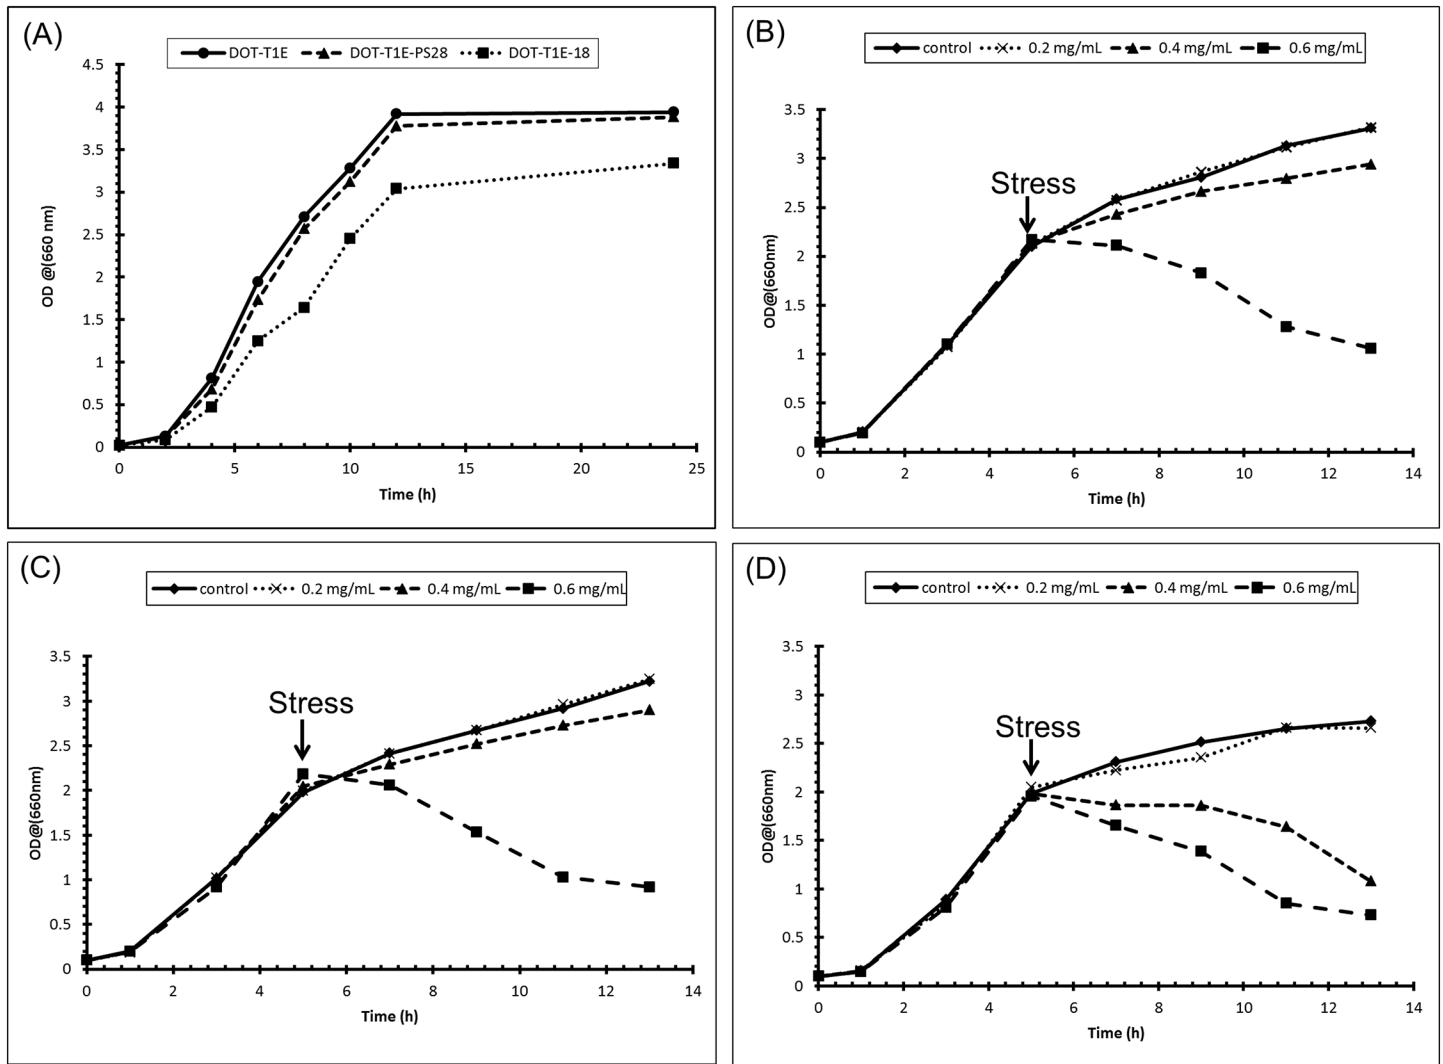 (A)
DOT-T1E DOT-T1E-PS28 DOT-T1E-18
4.5
4
3.5
3
2.5
2
1.5
1
0.5
0
OD @(660 nm)
0 5 10 15 20 25
Time (h)
(B)
control 0.2 mg/mL 0.4 mg/mL 0.6 mg/mL
3.5
3
2.5
2
1.5
1
0.5
0
OD@(660nm)
Stress
0 2 4 6 8 10 12 14
Time (h)
(C)
control 0.2 mg/mL 0.4 mg/mL 0.6 mg/mL
3.5
3
2.5
2
1.5
1
0.5
0
OD@(660nm)
Stress
0 2 4 6 8 10 12 14
Time (h)
(D)
control 0.2 mg/mL 0.4 mg/mL 0.6 mg/mL
3.5
3
2.5
2
1.5
1
0.5
0
OD@(660nm)
Stress
0 2 4 6 8 10 12 14
Time (h)